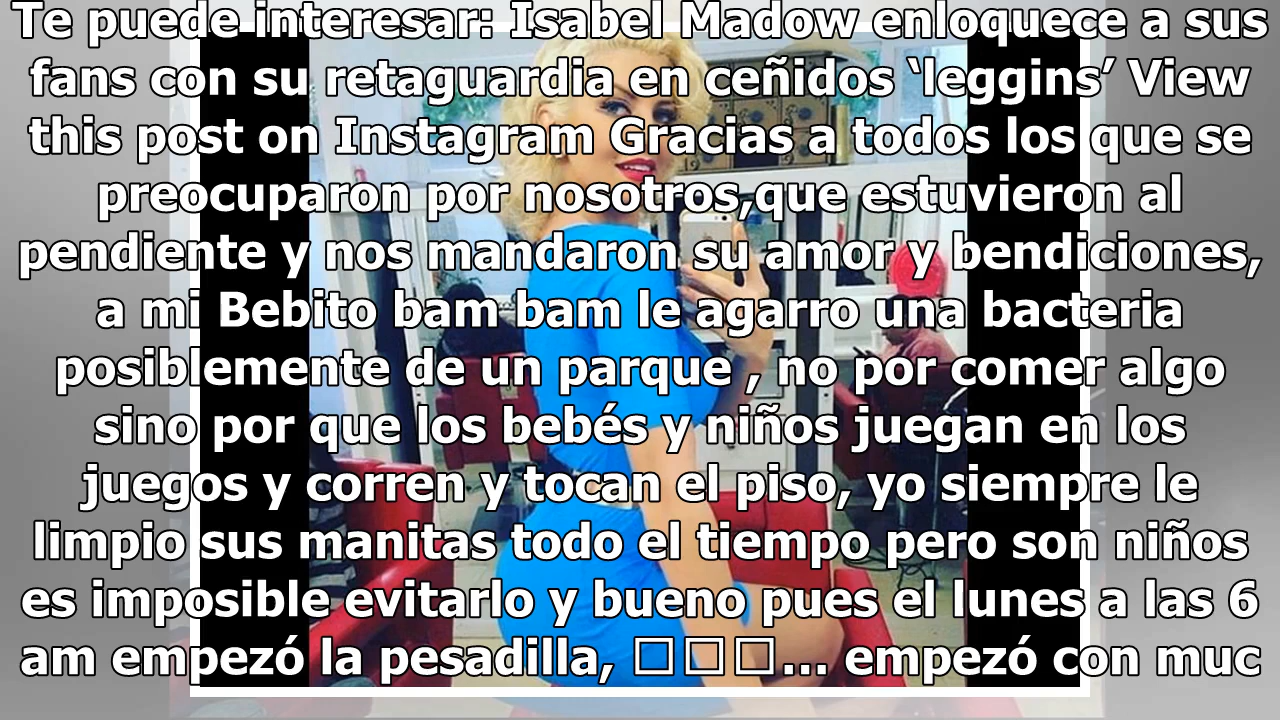 Te puede interesar: Isabel Madow enloquece a sus
fans con su retaguardia en ceñidos ‘leggins’ View
this post on Instagram Gracias a todos los que se
preocuparon por nosotros,que estuvieron al
pendiente y nos mandaron su amor y bendiciones,
a mi Bebito bam bam le agarro una bacteria
posiblemente de un parque , no por comer algo
sino por que los bebés y niños juegan en los
juegos y corren y tocan el piso, yo siempre le
limpio sus manitas todo el tiempo pero son niños
es imposible evitarlo y bueno pues el lunes a las 6
am empezó la pesadilla, □□□... empezó con muc